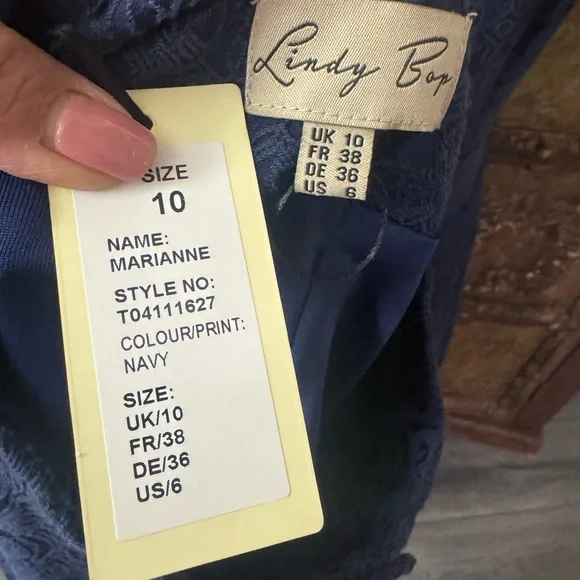 Lindy Bop
UK 10
FR 38
DE 36
US 6
SIZE
10
NAME:
MARIANNE
STYLE NO:
T04111627
COLOUR/PRINT:
NAVY
SIZE:
UK/10
FR/38
DE/36
US/6